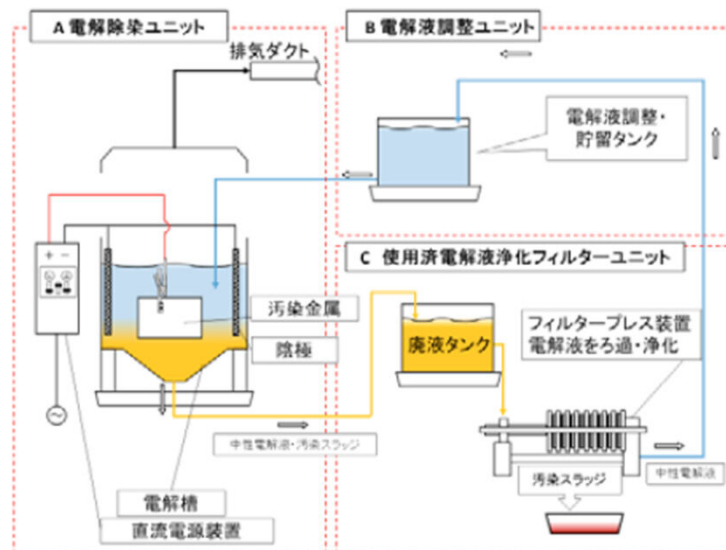 A 電解除染ユニット
排気ダクト
+ -
汚染金属
陰極
中性電解液・汚染スラッジ
電解槽
直流電源装置
B 電解液調整ユニット
電解液調整・
貯留タンク
C 使用済電解液浄化フィルターユニット
廃液タンク
フィルタープレス装置
電解液をろ過・浄化
汚染スラッジ
中性電解液